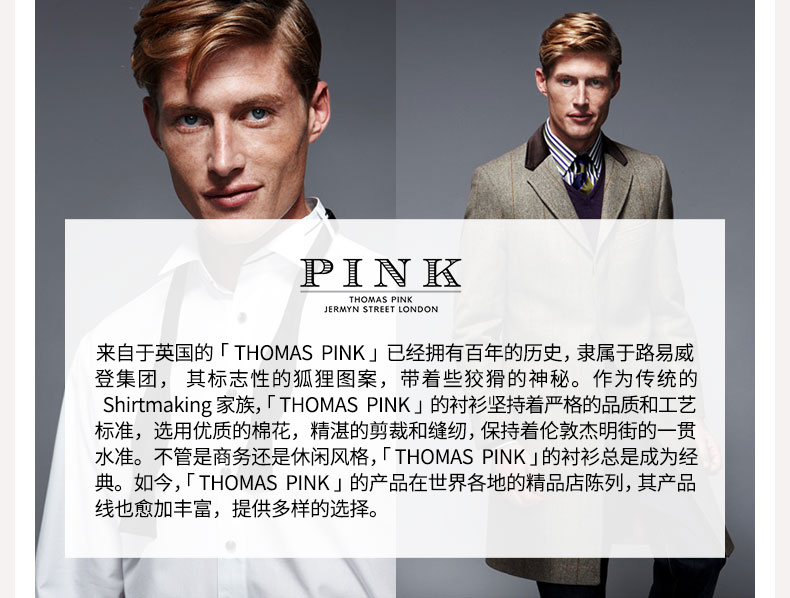 PINK
THOMAS PINK
JERMYN STREET LONDON
来自于英国的「 THOMAS PINK 」已经拥有百年的历史，隶属于路易威
登集团， 其标志性的狐狸图案，带着些狡猾的神秘。作为传统的
Shirtmaking 家族，「 THOMAS PINK 」的衬衫坚持着严格的品质和工艺
标准，选用优质的棉花，精湛的剪裁和缝纫，保持着伦敦杰明街的一贯
水准。不管是商务还是休闲风格，「 THOMAS PINK 」的衬衫总是成为经
典。如今，「 THOMAS PINK 」的产品在世界各地的精品店陈列，其产品
线也愈加丰富，提供多样的选择。